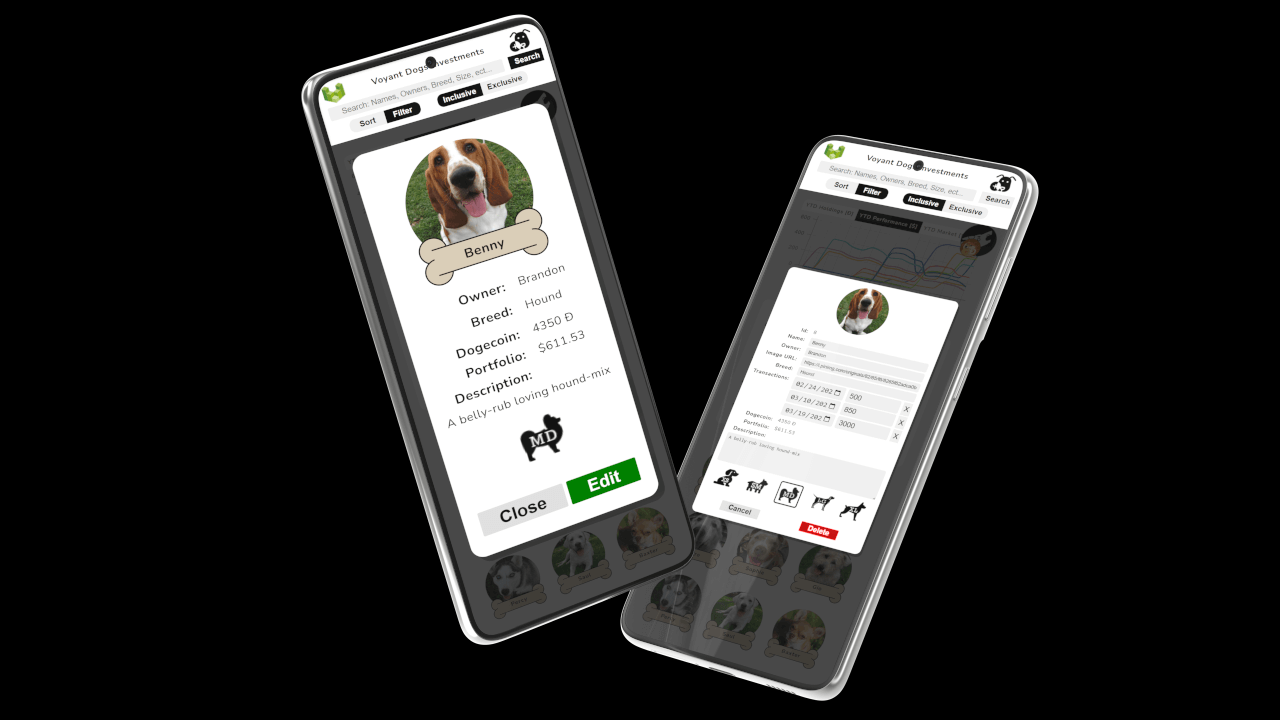 Voyant Dogs Investments
Search: Names, Owners, Breed, Size, ect...
Search
Sort
Filter
Inclusive
Exclusive
Benny
Owner: Brandon
Breed: Hound
Dogecoin: 4350 Đ
Portfolio: $611.53
Description:
A belly-rub loving hound-mix
MD
Close
Edit
Voyant Dogs Investments
Search: Names, Owners, Breed, Size, ect...
Search
Sort
Filter
Inclusive
Exclusive
YTD Performance [$]
Id:
Name: Benny
Owner: Brandon
Image URL:
Breed: Hound
Transactions:
02/24/202 500 X
03/10/202 850 X
03/19/202 3000 X
Dogecoin: 4350 Đ
Portfolio: $611.53
Description:
A belly-rub loving hound-mix
MD
Cancel
Delete